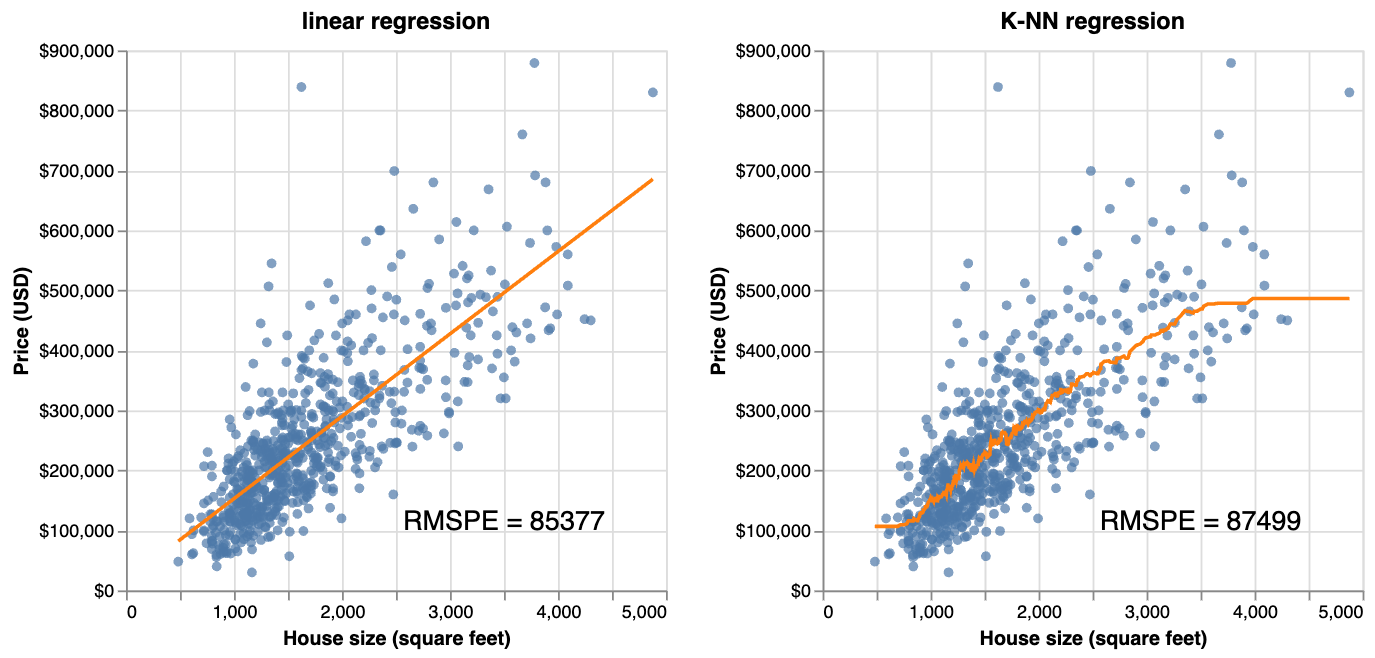 linear regression
$900,000
$800,000
$700,000
$600,000
$500,000
$400,000
$300,000
$200,000
$100,000
$0
Price (USD)
RMSPE = 85377
0 1,000 2,000 3,000 4,000 5,000
House size (square feet)
K-NN regression
$900,000
$800,000
$700,000
$600,000
$500,000
$400,000
$300,000
$200,000
$100,000
$0
Price (USD)
RMSPE = 87499
0 1,000 2,000 3,000 4,000 5,000
House size (square feet)